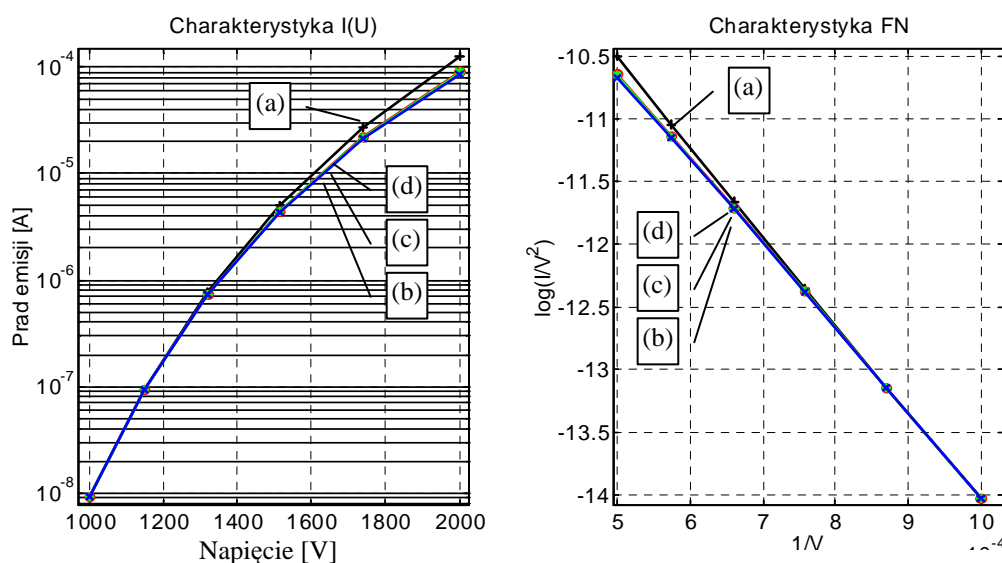 Charakterystyka I(U)
Prad emisji [A]
10^-4
10^-5
10^-6
10^-7
10^-8
(a)
(d)
(c)
(b)
1000 1200 1400 1600 1800 2000
Napięcie [V]
Charakterystyka FN
log(I/V^2)
-10.5
-11
-11.5
-12
-12.5
-13
-13.5
-14
(a)
(d)
(c)
(b)
5 6 7 8 9 10
1/V